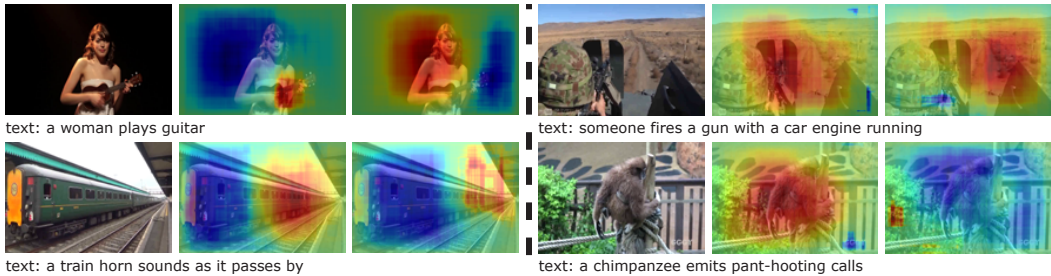 text: a woman plays guitar
text: someone fires a gun with a car engine running
text: a train horn sounds as it passes by
text: a chimpanzee emits pant-hooting calls